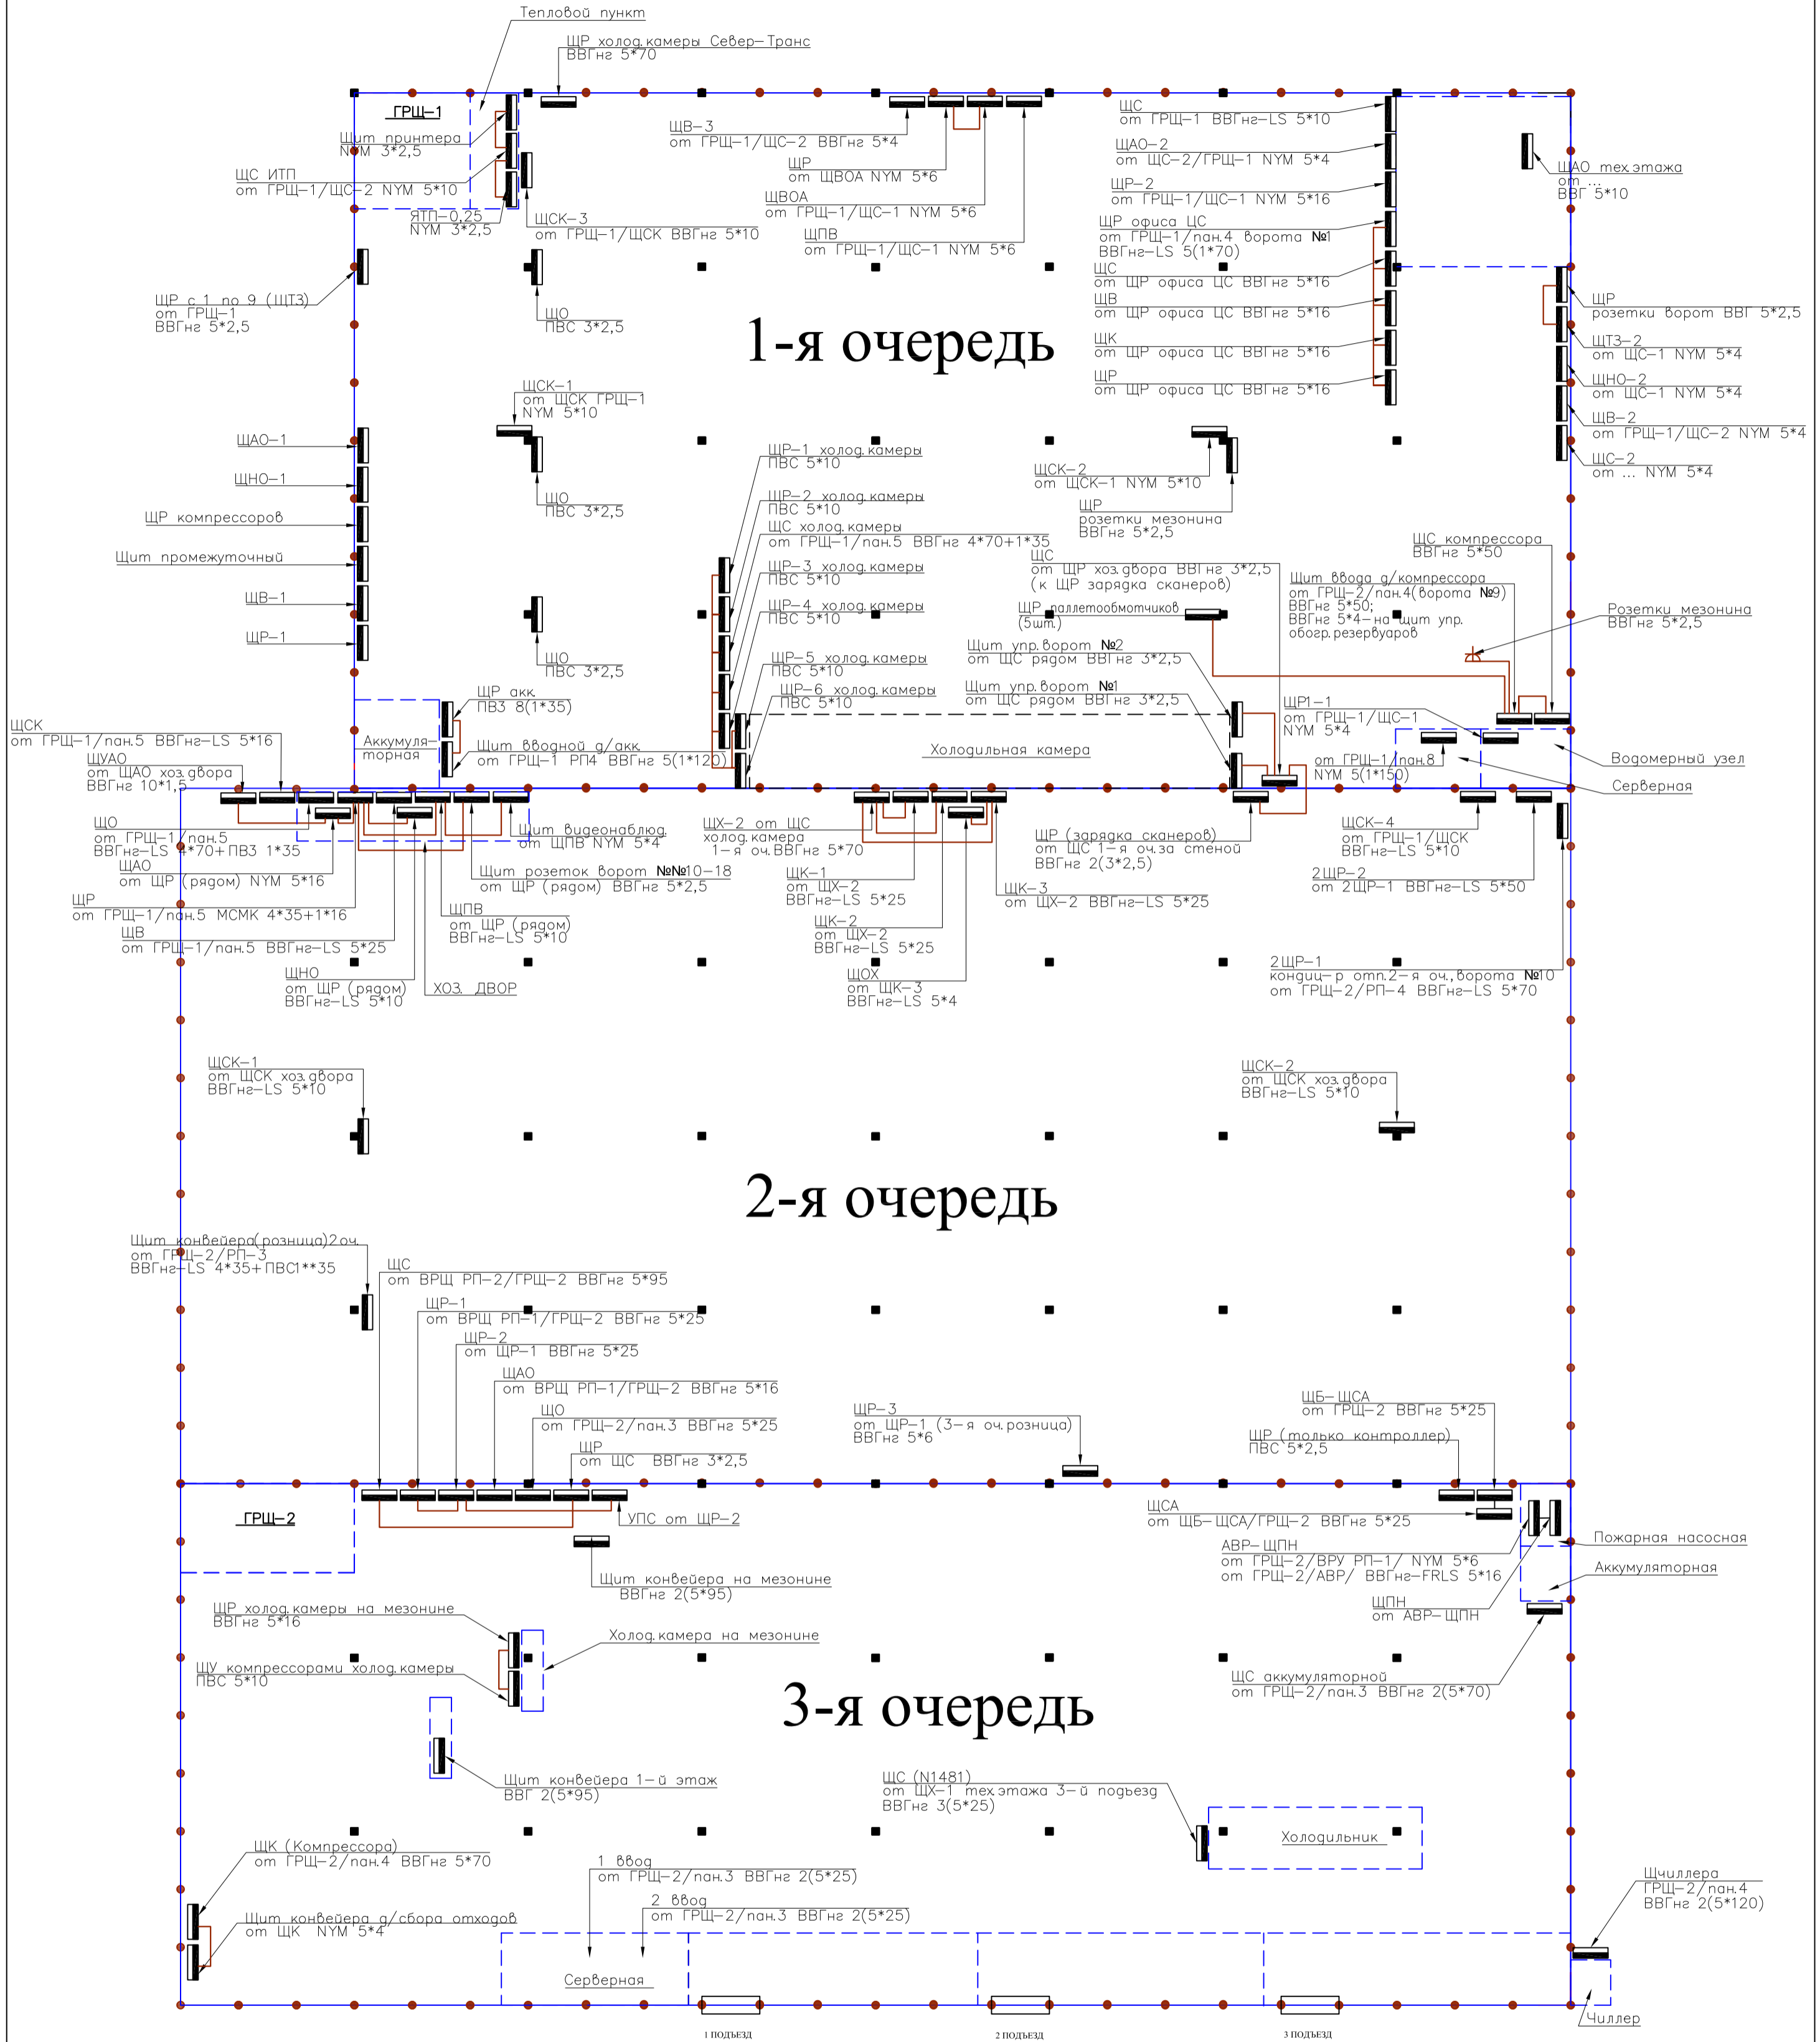 Тепловой пункт
ЩР холод.камеры Север-Транс
ВВГнг 5*70
ГРЩ-1
Щит принтера
NYM 3*2,5
ЩС ИТП
от ГРЩ-1/ЩС-2 NYM 5*10
ЯТП-0,25
NYM 3*2,5
ЩСК-3
от ГРЩ-1/ЩСК ВВГнг 5*10
ЩВ-3
от ГРЩ-1/ЩС-2 ВВГнг 5*4
ЩР
от ЩВОА NYM 5*6
ЩВОА
от ГРЩ-1/ЩС-1 NYM 5*6
ЩПВ
от ГРЩ-1/ЩС-1 NYM 5*6
ЩС
от ГРЩ-1 ВВГнг-LS 5*10
ЩАО-2
от ЩС-2/ГРЩ-1 NYM 5*4
ЩР-2
от ГРЩ-1/ЩС-1 NYM 5*16
ЩР офиса ЦС
от ГРЩ-1/пан.4 ворота №1
ВВГнг-LS 5(1*70)
ЩС
от ЩР офиса ЦС ВВГнг 5*16
ЩВ
от ЩР офиса ЦС ВВГнг 5*16
ЩК
от ЩР офиса ЦС ВВГнг 5*16
ЩР
от ЩР офиса ЦС ВВГнг 5*16
ЩАО тех.этажа
от ...
ВВГ 5*10
ЩР
розетки ворот ВВГ 5*2,5
ЩТЗ-2
от ЩС-1 NYM 5*4
ЩНО-2
от ЩС-1 NYM 5*4
ЩВ-2
от ГРЩ-1/ЩС-2 NYM 5*4
ЩС-2
от ... NYM 5*4
ЩР с 1 по 9 (ЩТЗ)
от ГРЩ-1
ВВГнг 5*2,5
ЩО
ПВС 3*2,5
1-я очередь
ЩСК-1
от ЩСК ГРЩ-1
NYM 5*10
ЩО
ПВС 3*2,5
ЩАО-1
ЩНО-1
ЩР компрессоров
Щит промежуточный
ЩВ-1
ЩР-1
ЩО
ПВС 3*2,5
ЩР-1 холод.камеры
ПВС 5*10
ЩР-2 холод.камеры
ПВС 5*10
ЩС холод.камеры
от ГРЩ-1/пан.5 ВВГнг 4*70+1*35
ЩР-3 холод.камеры
ПВС 5*10
ЩР-4 холод.камеры
ПВС 5*10
ЩР-5 холод.камеры
ПВС 5*10
ЩР-6 холод.камеры
ПВС 5*10
ЩСК-2
от ЩСК-1 NYM 5*10
ЩР
розетки мезонина
ВВГнг 5*2,5
ЩС
от ЩР хоз.двора ВВГнг 3*2,5
(к ЩР зарядка сканеров)
ЩР паллетообмотчиков
(5шт.)
Щит упр.ворот №2
от ЩС рядом ВВГнг 3*2,5
Щит упр.ворот №1
от ЩС рядом ВВГнг 3*2,5
ЩС компрессора
ВВГнг 5*50
Щит ввода д/компрессора
от ГРЩ-2/пан.4(ворота №9)
ВВГнг 5*50;
ВВГнг 5*4-на щит упр.
обогр.резервуаров
Розетки мезонина
ВВГнг 5*2,5
ЩР1-1
от ГРЩ-1/ЩС-1
NYM 5*4
от ГРЩ-1/пан.8
NYM 5(1*150)
Водомерный узел
Серверная
ЩР акк.
ПВЗ 8(1*35)
Щит вводной д/акк.
от ГРЩ-1 РП4 ВВГнг 5(1*120)
Аккумуля-
торная
Холодильная камера
ЩСК
от ГРЩ-1/пан.5 ВВГнг-LS 5*16
ЩУАО
от ЩАО хоз.двора
ВВГнг 10*1,5
ЩО
от ГРЩ-1/пан.5
ВВГнг-LS 4*70+ПВЗ 1*35
ЩАО
от ЩР (рядом) NYM 5*16
ЩР
от ГРЩ-1/пан.5 МСМК 4*35+1*16
ЩВ
от ГРЩ-1/пан.5 ВВГнг-LS 5*25
ЩНО
от ЩР (рядом)
ВВГнг-LS 5*10
ХОЗ. ДВОР
Щит видеонаблюд.
от ЩПВ NYM 5*4
Щит розеток ворот №№10-18
от ЩР (рядом) ВВГнг 5*2,5
ЩПВ
от ЩР (рядом)
ВВГнг-LS 5*10
ЩХ-2 от ЩС
холод.камера
1-я оч.ВВГнг 5*70
ЩК-1
от ЩХ-2
ВВГнг-LS 5*25
ЩК-2
от ЩХ-2
ВВГнг-LS 5*25
ЩОХ
от ЩК-3
ВВГнг-LS 5*4
ЩК-3
от ЩХ-2 ВВГнг-LS 5*25
ЩР (зарядка сканеров)
от ЩС 1-я оч.за стеной
ВВГнг 2(3*2,5)
ЩСК-4
от ГРЩ-1/ЩСК
ВВГнг-LS 5*10
2ЩР-2
от 2ЩР-1 ВВГнг-LS 5*50
2ЩР-1
кондиц-р отп.2-я оч.,ворота №10
от ГРЩ-2/РП-4 ВВГнг-LS 5*70
ЩСК-1
от ЩСК хоз.двора
ВВГнг-LS 5*10
ЩСК-2
от ЩСК хоз.двора
ВВГнг-LS 5*10
2-я очередь
Щит конвейера(розница)2оч.
от ГРЩ-2/РП-3
ВВГнг-LS 4*35+ПВС1**35
ЩС
от ВРЩ РП-2/ГРЩ-2 ВВГнг 5*95
ЩР-1
от ВРЩ РП-1/ГРЩ-2 ВВГнг 5*25
ЩР-2
от ЩР-1 ВВГнг 5*25
ЩАО
от ВРЩ РП-1/ГРЩ-2 ВВГнг 5*16
ЩО
от ГРЩ-2/пан.3 ВВГнг 5*25
ЩР
от ЩС ВВГнг 3*2,5
ЩР-3
от ЩР-1 (3-я оч.розница)
ВВГнг 5*6
ЩБ-ЩСА
от ГРЩ-2 ВВГнг 5*25
ЩР (только контроллер)
ПВС 5*2,5
ГРЩ-2
УПС от ЩР-2
Щит конвейера на мезонине
ВВГнг 2(5*95)
ЩСА
от ЩБ-ЩСА/ГРЩ-2 ВВГнг 5*25
АВР-ЩПН
от ГРЩ-2/ВРУ РП-1/ NYM 5*6
от ГРЩ-2/АВР/ ВВГнг-FRLS 5*16
Пожарная насосная
Аккумуляторная
ЩПН
от АВР-ЩПН
ЩС аккумуляторной
от ГРЩ-2/пан.3 ВВГнг 2(5*70)
ЩР холод.камеры на мезонине
ВВГнг 5*16
Холод.камера на мезонине
ЩУ компрессорами холод.камеры
ПВС 5*10
3-я очередь
Щит конвейера 1-й этаж
ВВГ 2(5*95)
ЩС (N1481)
от ЩХ-1 тех.этажа 3-й подъезд
ВВГнг 3(5*25)
Холодильник
ЩК (Компрессора)
от ГРЩ-2/пан.4 ВВГнг 5*70
Щит конвейера д/сбора отходов
от ЩК NYM 5*4
1 ввод
от ГРЩ-2/пан.3 ВВГнг 2(5*25)
2 ввод
от ГРЩ-2/пан.3 ВВГнг 2(5*25)
Серверная
Щчиллера
ГРЩ-2/пан.4
ВВГнг 2(5*120)
Чиллер
1 ПОДЪЕЗД
2 ПОДЪЕЗД
3 ПОДЪЕЗД